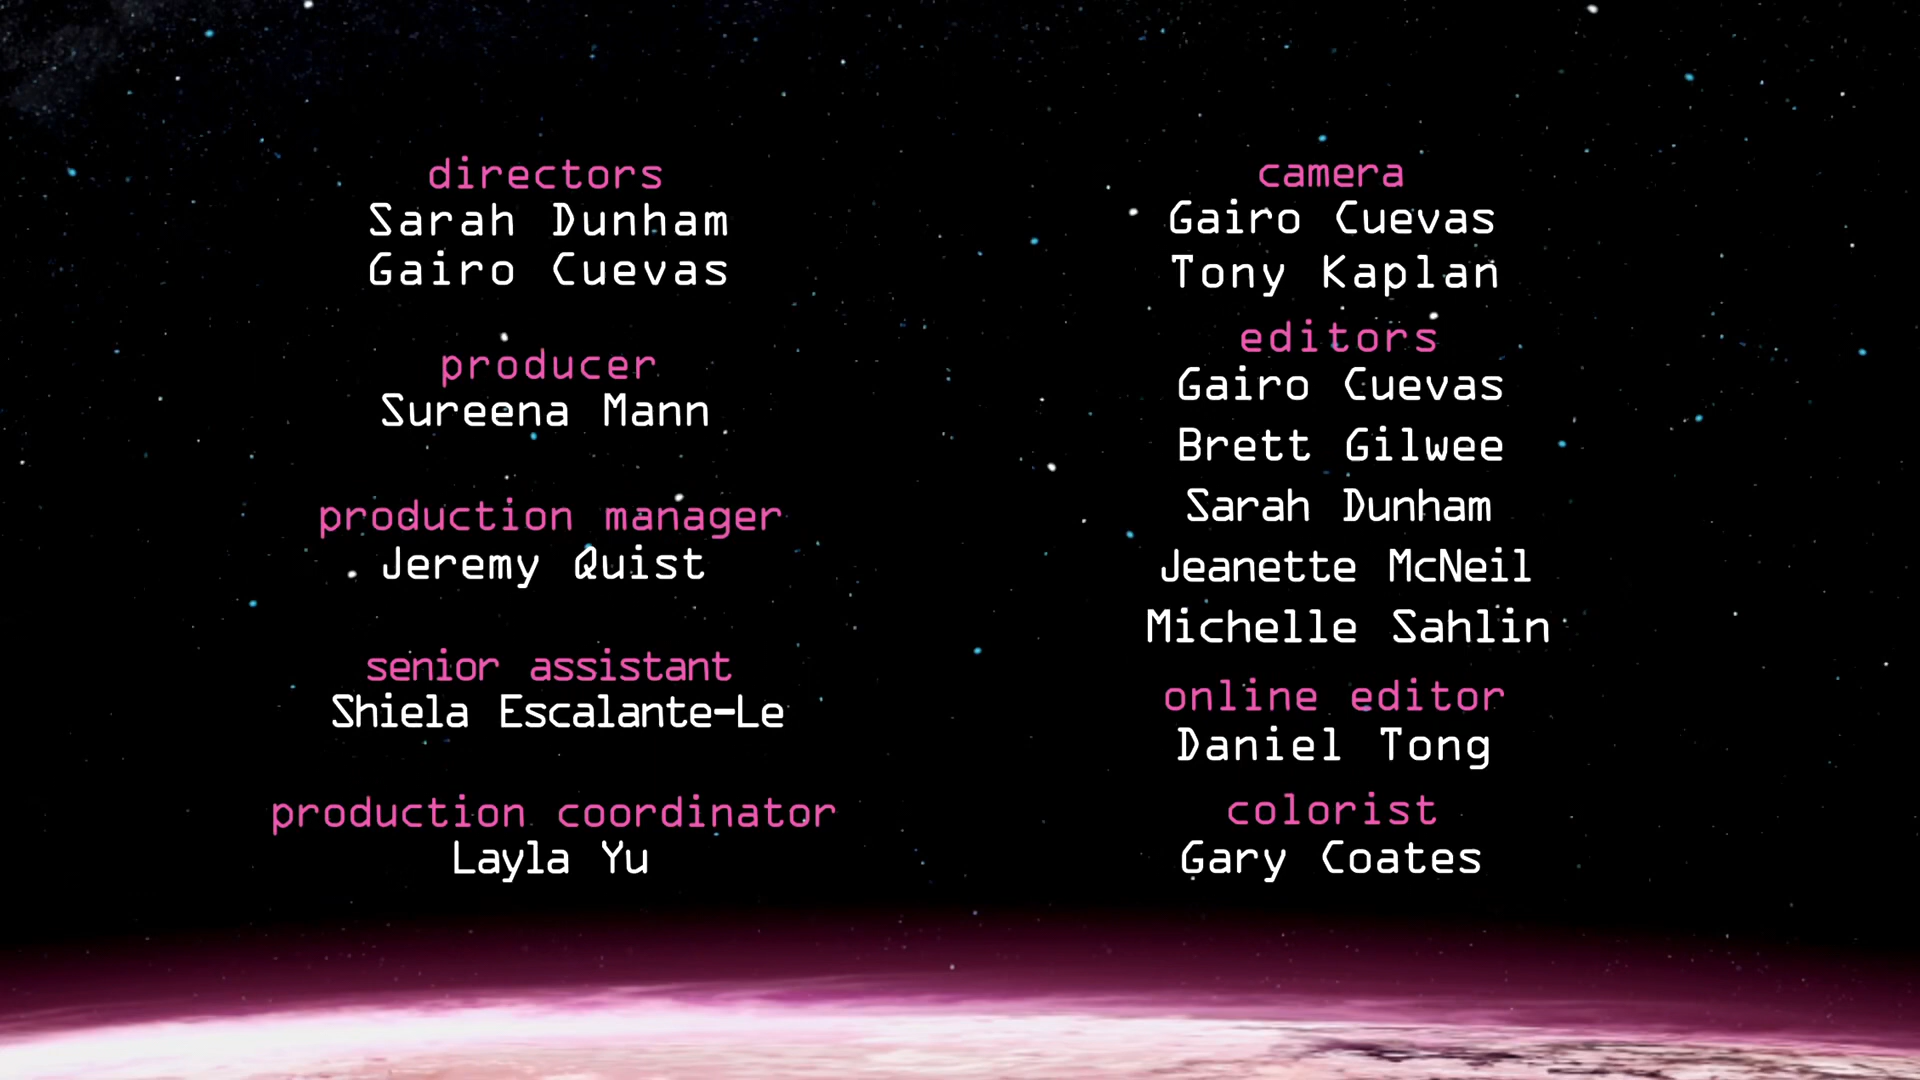 directors
Sarah Dunham
Gairo Cuevas
producer
Sureena Mann
production manager
Jeremy Quist
senior assistant
Shiela Escalante-Le
production coordinator
Layla Yu
camera
Gairo Cuevas
Tony Kaplan
editors
Gairo Cuevas
Brett Gilwee
Sarah Dunham
Jeanette McNeil
Michelle Sahlin
online editor
Daniel Tong
colorist
Gary Coates